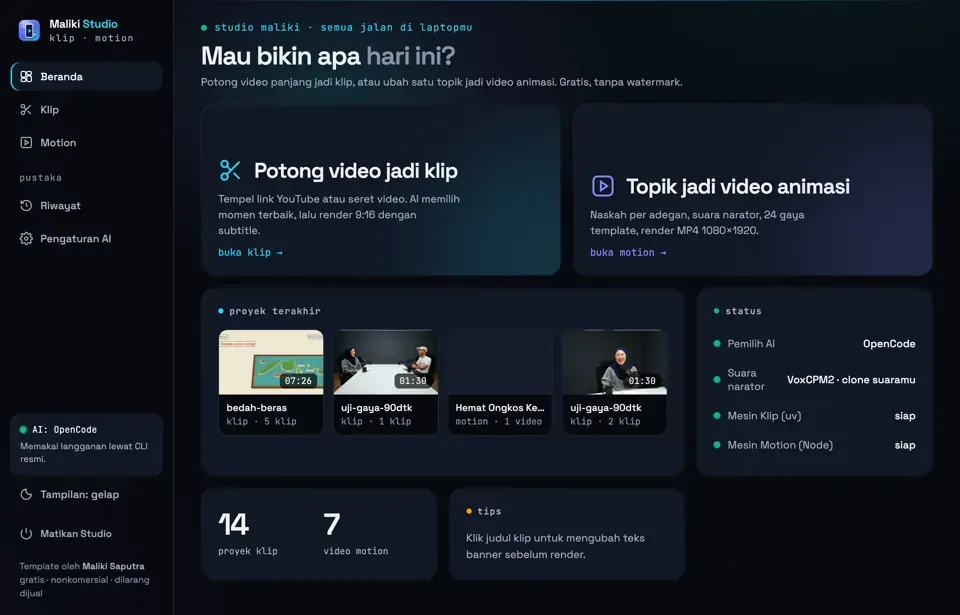 Maliki Studio
klip · motion
Beranda
Klip
Motion
pustaka
Riwayat
Pengaturan AI
AI: OpenCode
Memakai langganan lewat CLI
resmi.
Tampilan: gelap
Matikan Studio
Template oleh Maliki Saputra
gratis · nonkomersial · dilarang
dijual
studio maliki · semua jalan di laptopmu
Mau bikin apa hari ini?
Potong video panjang jadi klip, atau ubah satu topik jadi video animasi. Gratis, tanpa watermark.
Potong video jadi klip
Tempel link YouTube atau seret video. AI memilih
momen terbaik, lalu render 9:16 dengan
subtitle.
buka klip →
Topik jadi video animasi
Naskah per adegan, suara narator, 24 gaya
template, render MP4 1080×1920.
buka motion →
proyek terakhir
07:26
bedah-beras
klip · 5 klip
01:30
uji-gaya-90dtk
klip · 1 klip
Hemat Ongkos Ke...
motion · 1 video
01:30
uji-gaya-90dtk
klip · 2 klip
status
Pemilih AI
OpenCode
Suara
narator
VoxCPM2 · clone suaramu
Mesin Klip (uv)
siap
Mesin Motion (Node)
siap
14
proyek klip
7
video motion
tips
Klik judul klip untuk mengubah teks
banner sebelum render.